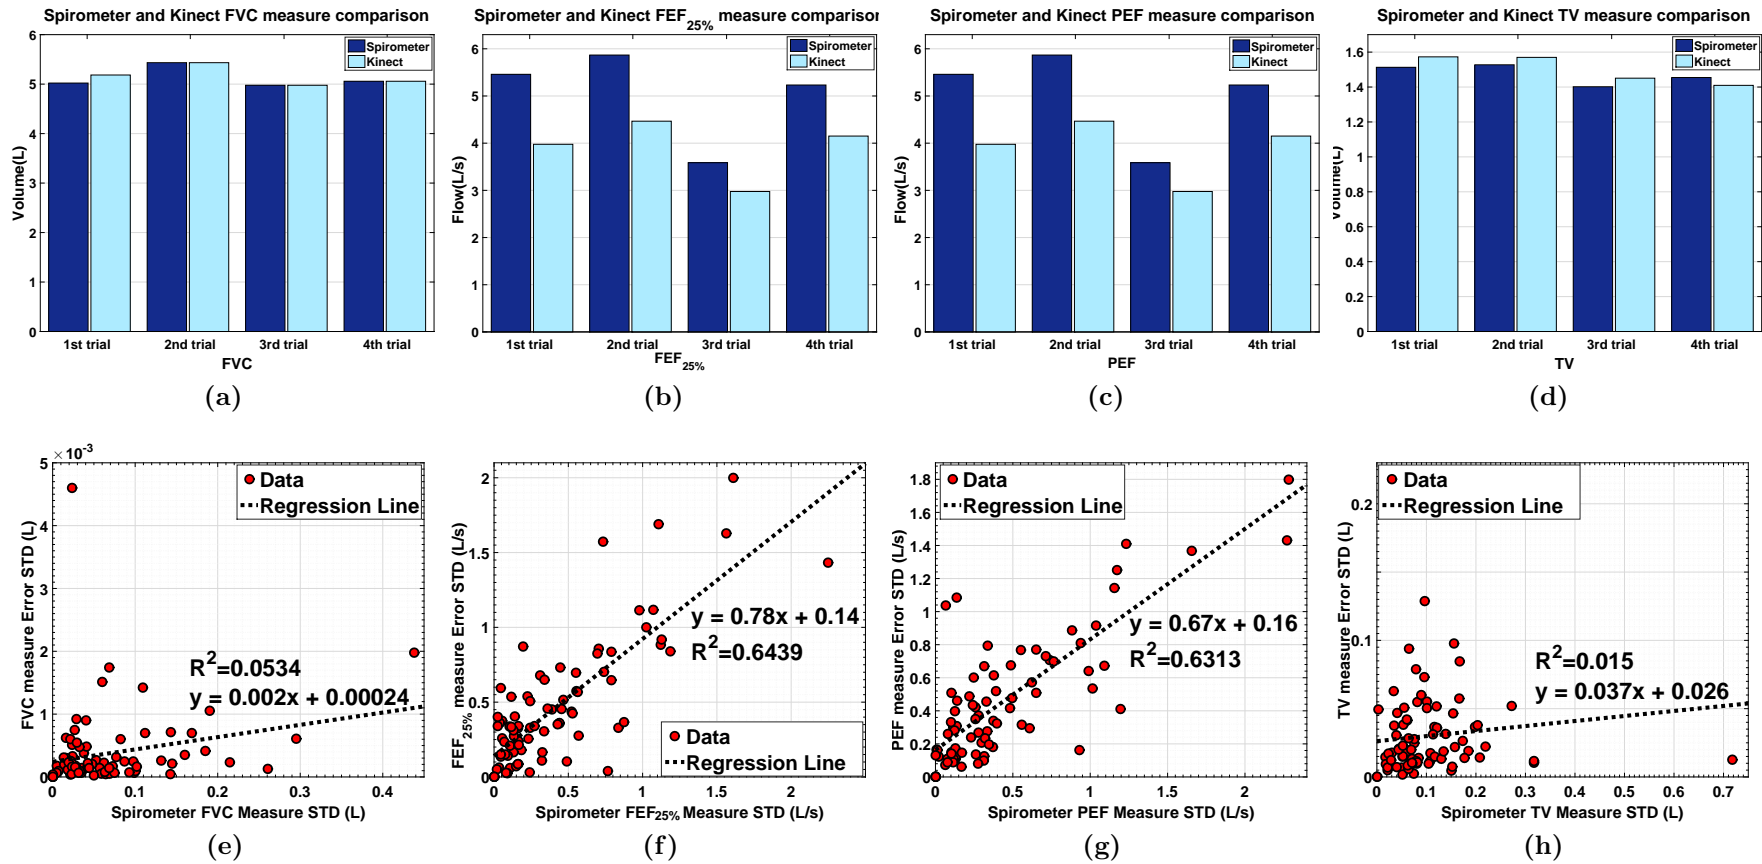 Spirometer and Kinect FVC measure comparison
Spirometer
Kinect
6
5
4
3
2
1
0
Volume(L)
1st trial 2nd trial 3rd trial 4th trial
FVC
(a)
Spirometer and Kinect FEF25% measure comparison
Spirometer
Kinect
6
5
4
3
2
1
0
Flow(L/s)
1st trial 2nd trial 3rd trial 4th trial
FEF25%
(b)
Spirometer and Kinect PEF measure comparison
Spirometer
Kinect
6
5
4
3
2
1
0
Flow(L/s)
1st trial 2nd trial 3rd trial 4th trial
PEF
(c)
Spirometer and Kinect TV measure comparison
Spirometer
Kinect
1.6
1.4
1.2
1
0.8
0.6
0.4
0.2
0
Volume(L)
1st trial 2nd trial 3rd trial 4th trial
TV
(d)
×10-3
5
4
3
2
1
0
FVC measure Error STD (L)
Data
Regression Line
R2=0.0534
y = 0.002x + 0.00024
0 0.1 0.2 0.3 0.4
Spirometer FVC Measure STD (L)
(e)
2
1.5
1
0.5
0
FEF25% measure Error STD (L/s)
y = 0.78x + 0.14
R2=0.6439
Data
Regression Line
0 0.5 1 1.5 2
Spirometer FEF25% Measure STD (L/s)
(f)
1.8
1.6
1.4
1.2
1
0.8
0.6
0.4
0.2
0
PEF measure Error STD (L/s)
Data
Regression Line
y = 0.67x + 0.16
R2=0.6313
0 0.5 1 1.5 2
Spirometer PEF Measure STD (L/s)
(g)
0.2
0.1
0
TV measure Error STD (L)
Data
Regression Line
R2=0.015
y = 0.037x + 0.026
0 0.1 0.2 0.3 0.4 0.5 0.6 0.7
Spirometer TV Measure STD (L)
(h)